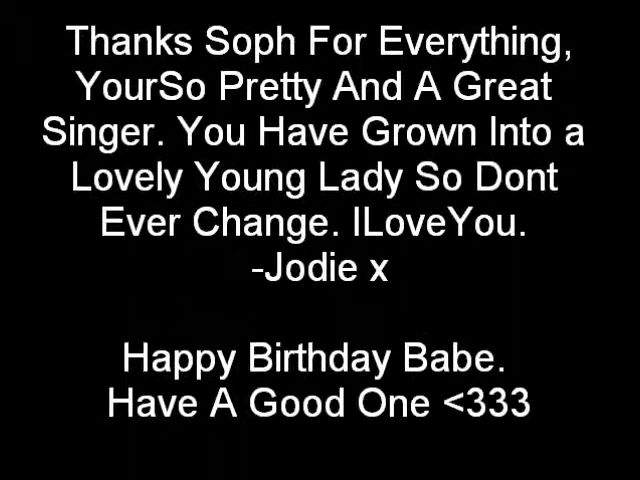 Thanks Soph For Everything,
YourSo Pretty And A Great
Singer. You Have Grown Into a
Lovely Young Lady So Dont
Ever Change. ILoveYou.
-Jodie x
Happy Birthday Babe.
Have A Good One <333